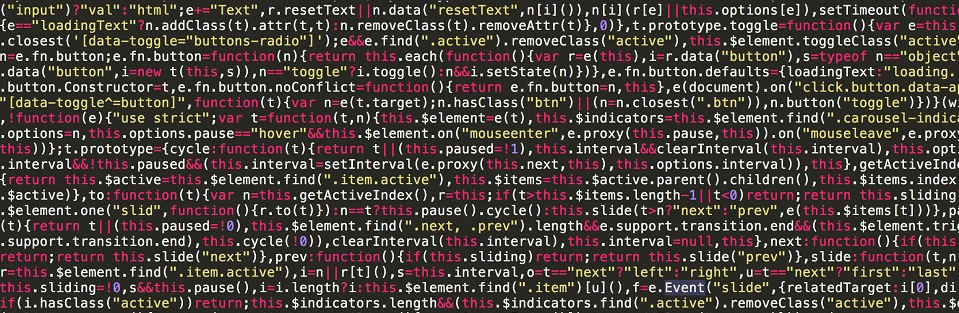 ("input")?"val":"html";e+="Text",r.resetText||n.data("resetText",n[i]()),n[i](r[e]||this.options[e]),setTimeout(functi
{e=="loadingText"?n.addClass(t).attr(t,t):n.removeClass(t).removeAttr(t)},0)},t.prototype.toggle=function(){var e=this
.closest('[data-toggle="buttons-radio"]');e&&e.find(".active").removeClass("active"),this.$element.toggleClass("active
n=e.fn.button;e.fn.button=function(n){return this.each(function(){var r=e(this),i=r.data("button"),s=typeof n=="object
.data("button",i=new t(this,s)),n=="toggle"?i.toggle():n&&i.setState(n)})},e.fn.button.defaults={loadingText:"loading.
.button.Constructor=t,e.fn.button.noConflict=function(){return e.fn.button=n,this},e(document).on("click.button.data-ap
"[data-toggle^=button]",function(t){var n=e(t.target);n.hasClass("btn")||(n=n.closest(".btn")),n.button("toggle")})}(wi
,!function(e){"use strict";var t=function(t,n){this.$element=e(t),this.$indicators=this.$element.find(".carousel-indica
.options=n,this.options.pause=="hover"&&this.$element.on("mouseenter",e.proxy(this.pause,this)).on("mouseleave",e.proxy
this))};t.prototype={cycle:function(t){return t||(this.paused=!1),this.interval&&clearInterval(this.interval),this.opti
.interval&&!this.paused&&(this.interval=setInterval(e.proxy(this.next,this),this.options.interval)),this},getActiveInde
{return this.$active=this.$element.find(".item.active"),this.$items=this.$active.parent().children(),this.$items.index(
.$active)},to:function(t){var n=this.getActiveIndex(),r=this;if(t>this.$items.length-1||t<0)return;return this.sliding
.$element.one("slid",function(){r.to(t)}):n==t?this.pause().cycle():this.slide(t>n?"next":"prev",e(this.$items[t]))},pa
(t){return t||(this.paused=!0),this.$element.find(".next, .prev").length&&e.support.transition.end&&(this.$element.trig
.support.transition.end),this.cycle(!0)),clearInterval(this.interval),this.interval=null,this},next:function(){if(this
return;return this.slide("next")},prev:function(){if(this.sliding)return;return this.slide("prev")},slide:function(t,n
r=this.$element.find(".item.active"),i=n||r[t](),s=this.interval,o=t=="next"?"left":"right",u=t=="next"?"first":"last"
this.sliding=!0,s&&this.pause(),i=i.length?i:this.$element.find(".item")[u](),f=e.Event("slide",{relatedTarget:i[0],di
if(i.hasClass("active"))return;this.$indicators.length&&(this.$indicators.find(".active").removeClass("active"),this.$e